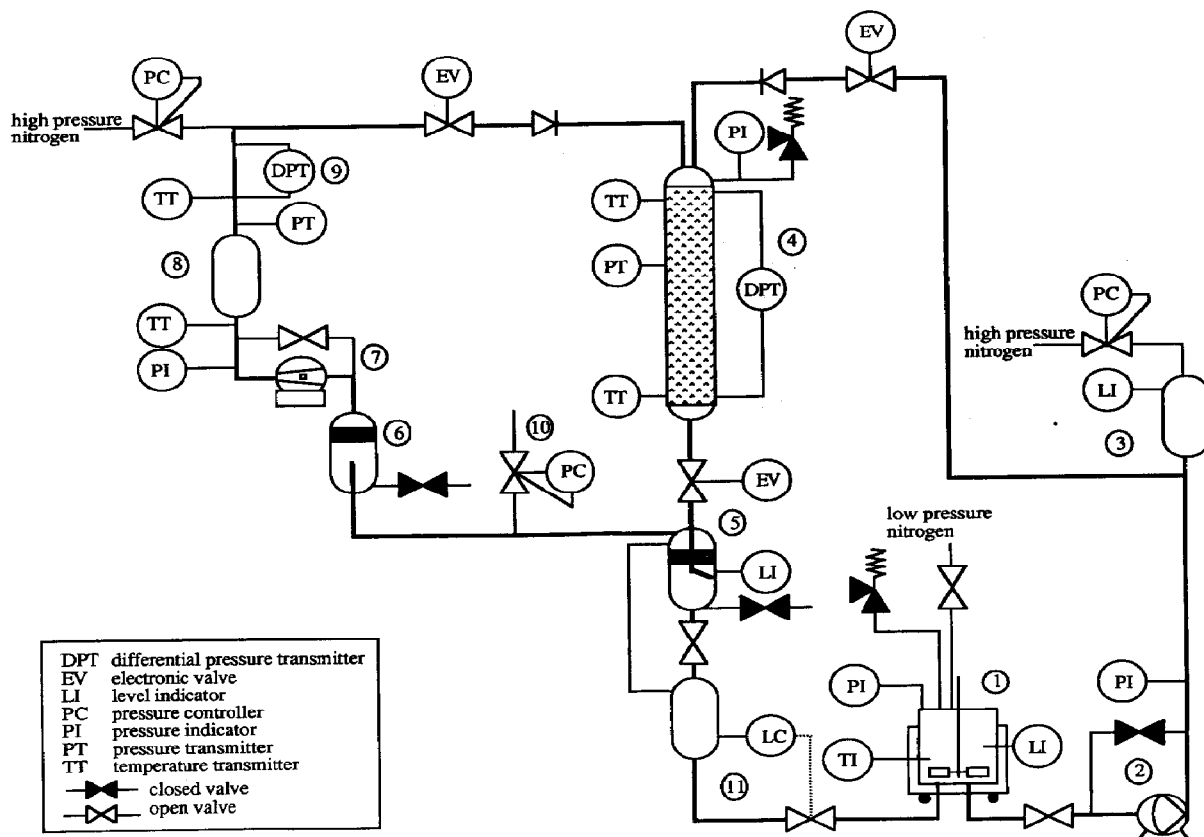 EV
PC
EV
high pressure
nitrogen
PI
DPT
9
TT
TT
PT
4
8
PT
DPT
PC
TT
high pressure
nitrogen
7
PI
TT
LI
6
10
3
PC
EV
5
low pressure
nitrogen
LI
DPT differential pressure transmitter
EV electronic valve
LI level indicator
PC pressure controller
PI pressure indicator
PT pressure transmitter
TT temperature transmitter
closed valve
open valve
PI
1
PI
LC
TI
LI
2
11